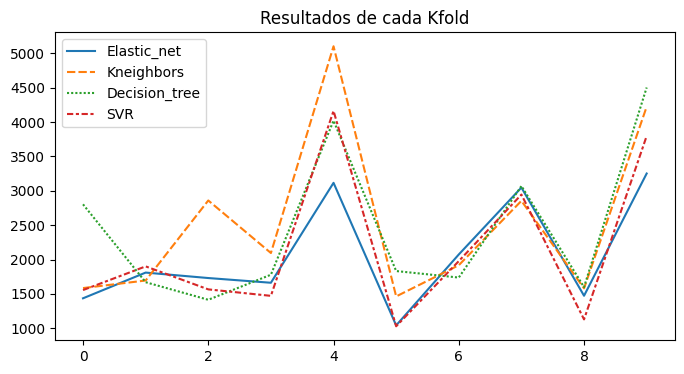 Resultados de cada Kfold
Elastic_net
Kneighbors
Decision_tree
SVR
5000
4500
4000
3500
3000
2500
2000
1500
1000
0 2 4 6 8